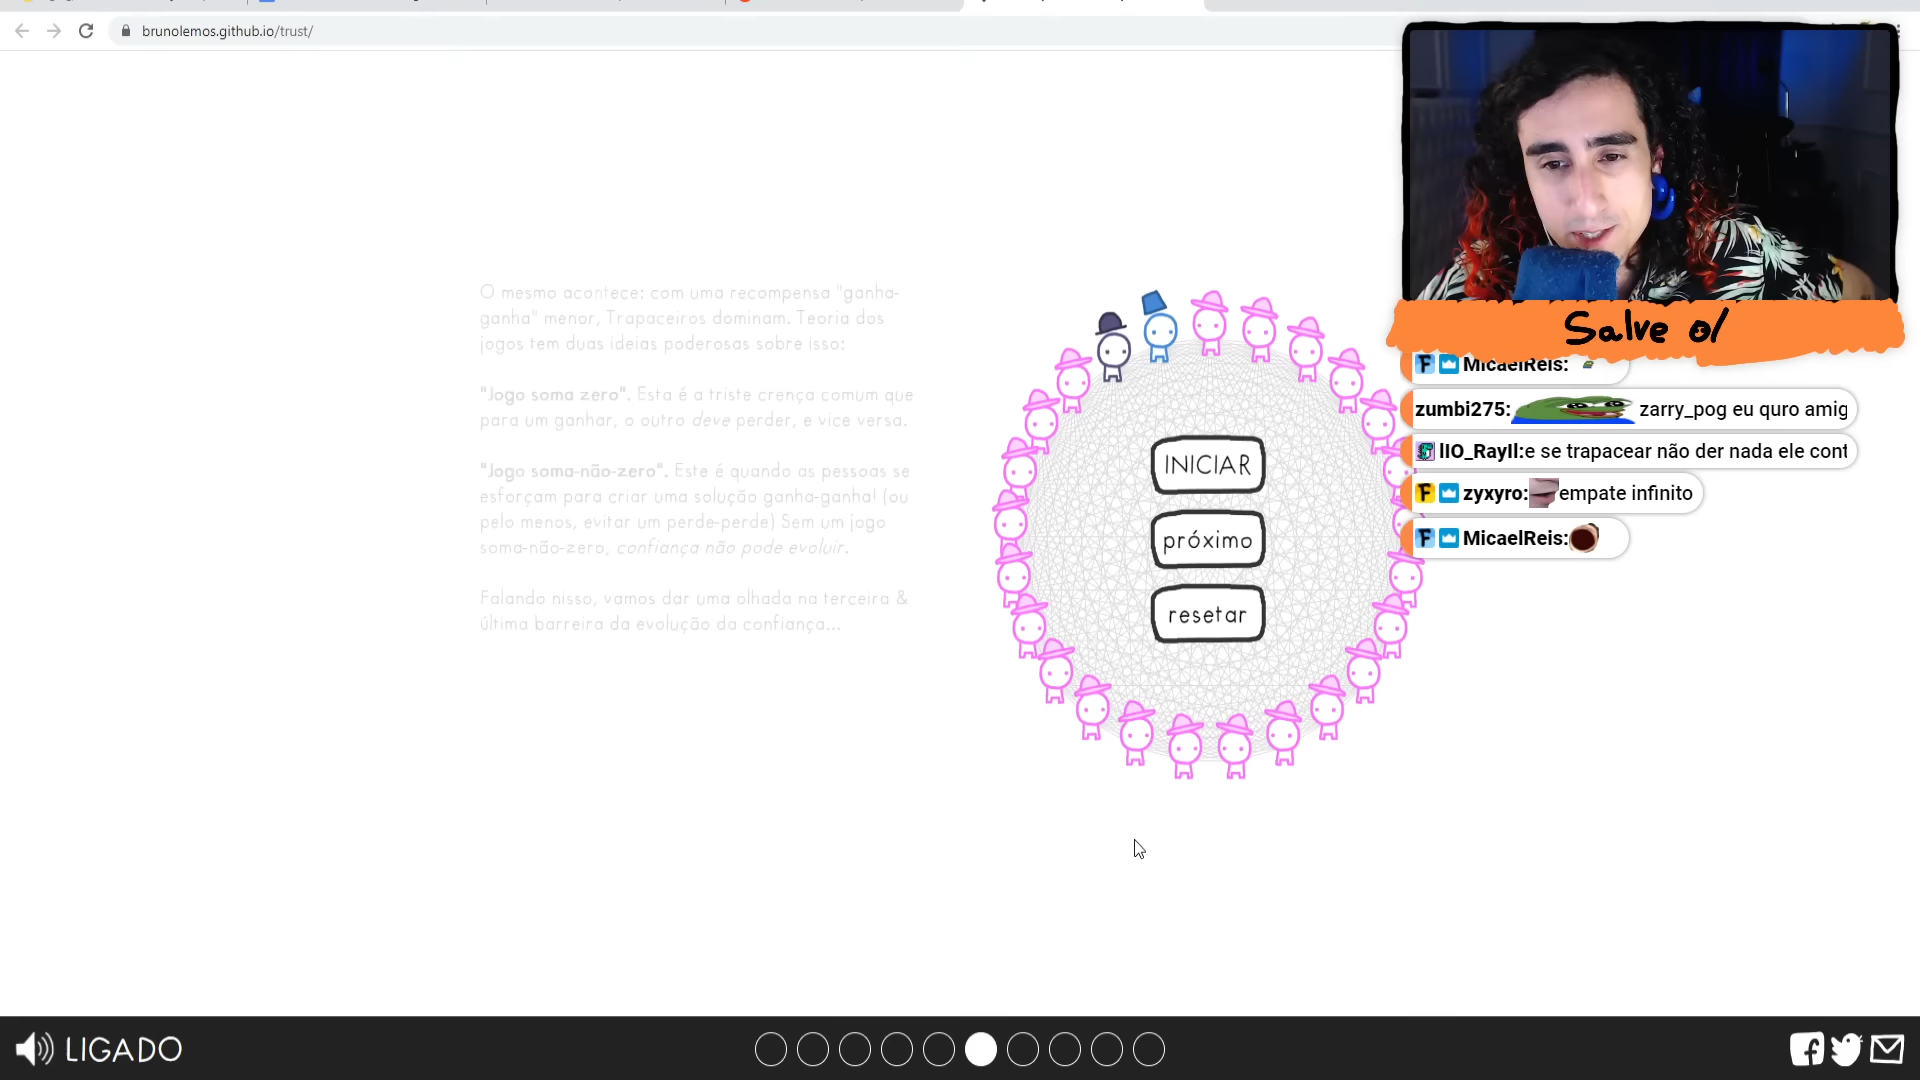 brunolemos.github.io/trust/
O mesmo acontece: com uma recompensa "ganha-
ganha" menor, Trapaceiros dominam. Teoria dos
jogos tem duas ideias poderosas sobre isso:
"Jogo soma zero". Esta é a triste crença comum que
para um ganhar, o outro deve perder, e vice versa.
"Jogo soma-não-zero". Este é quando as pessoas se
esforçam para criar uma solução ganha-ganha! (ou
pelo menos, evitar um perde-perde) Sem um jogo
soma-não-zero, confiança não pode evoluir.
Falando nisso, vamos dar uma olhada na terceira &
última barreira da evolução da confiança...
INICIAR
próximo
resetar
Salve o/
MicaelReis:
zumbi275: zarry_pog eu quro amig
lIO_RayIl:e se trapacear não der nada ele cont
zyxyro: empate infinito
MicaelReis:
LIGADO